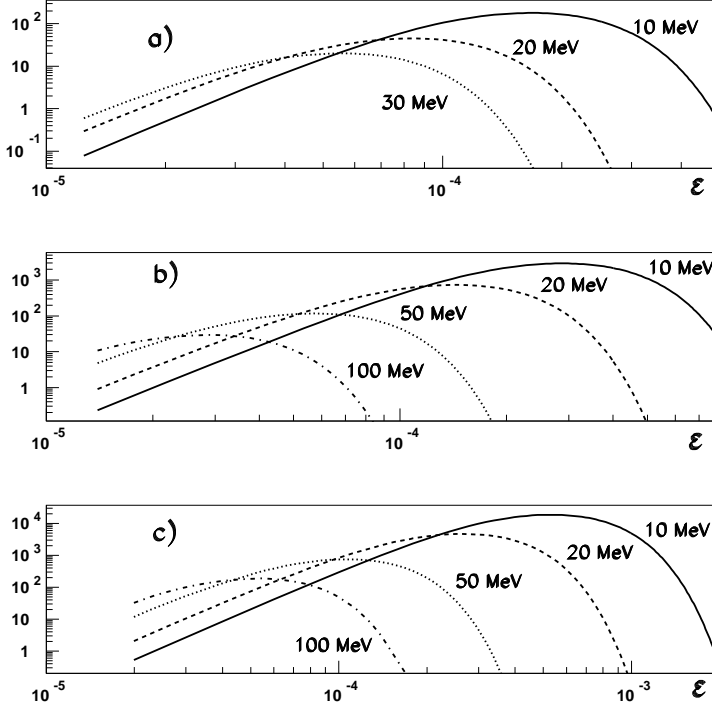 10 2
10
1
10 -1
a)
10 MeV
20 MeV
30 MeV
10 -5
10 -4
ε
10 3
10 2
10
1
b)
10 MeV
20 MeV
50 MeV
100 MeV
10 -5
10 -4
ε
10 4
10 3
10 2
10
1
c)
10 MeV
20 MeV
50 MeV
100 MeV
10 -5
10 -4
10 -3
ε